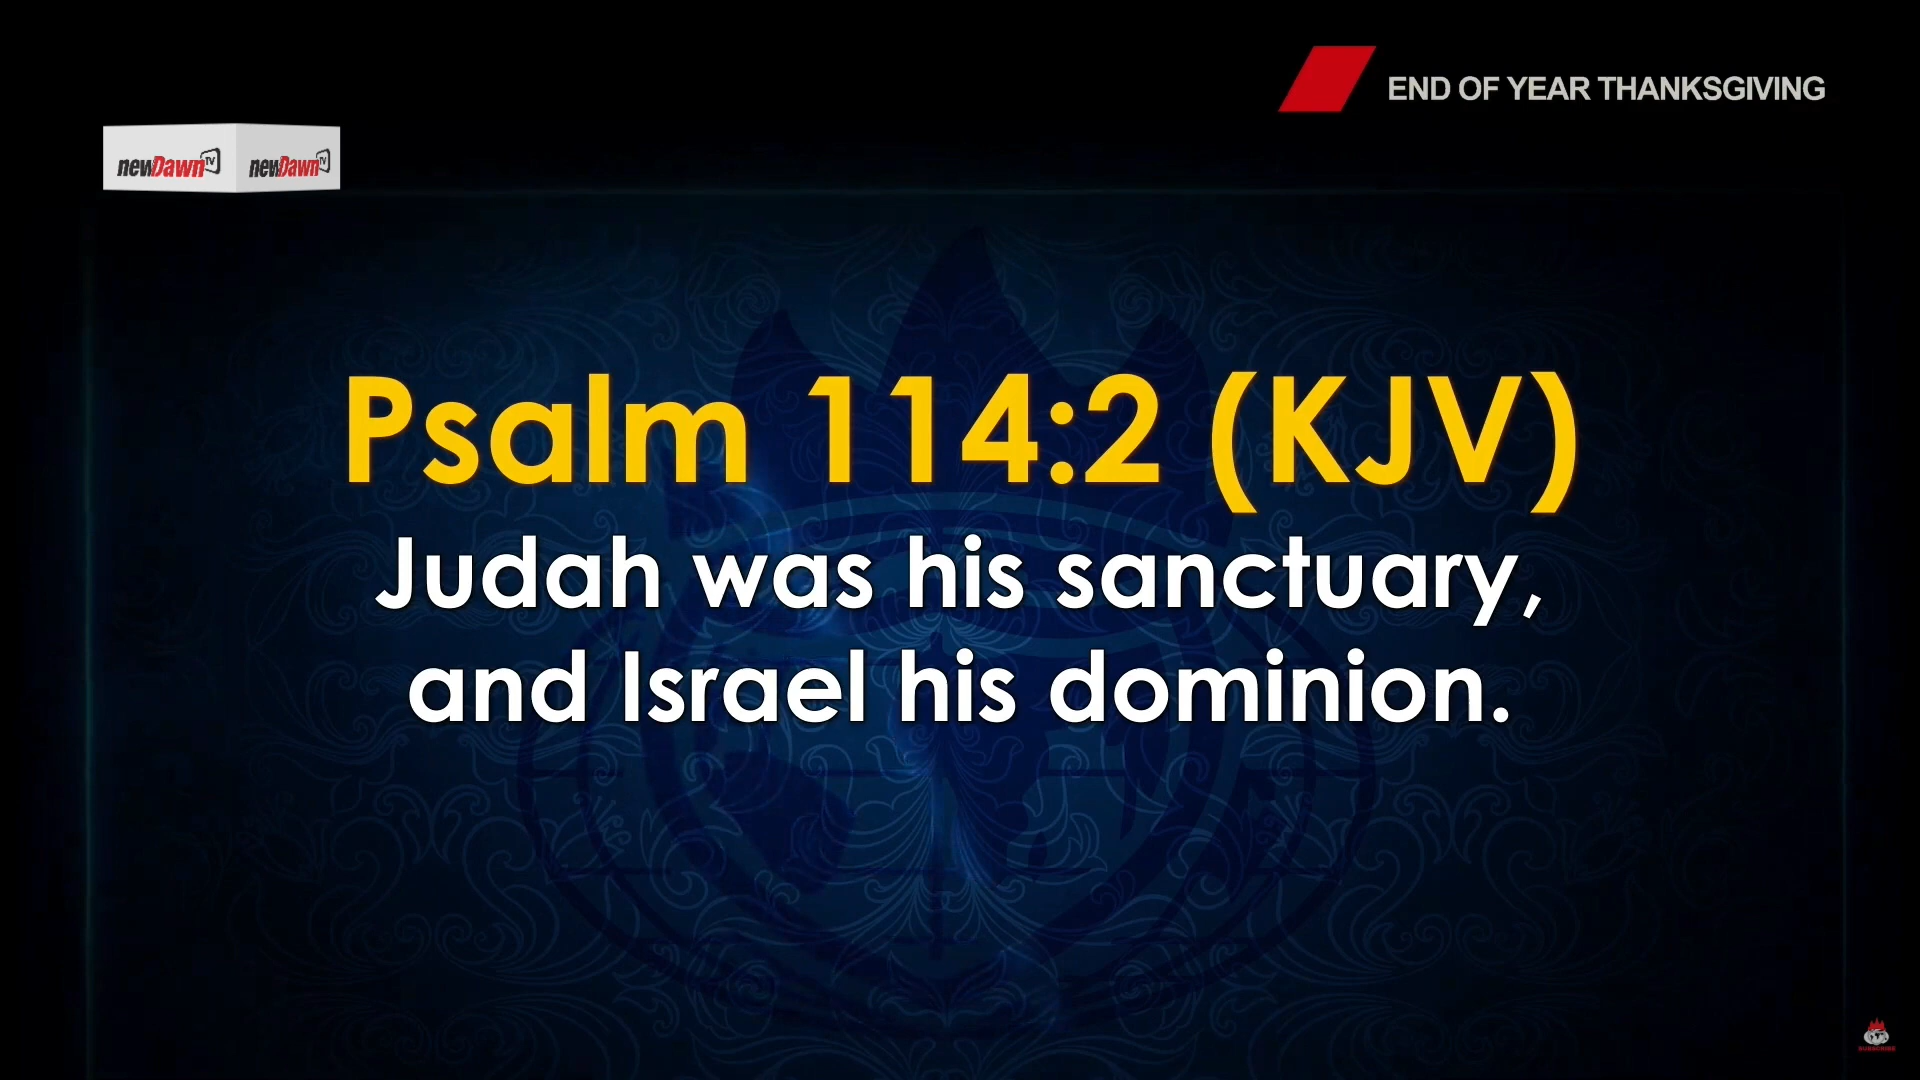 END OF YEAR THANKSGIVING
newDawn TV newDawn TV
Psalm 114:2 (KJV)
Judah was his sanctuary,
and Israel his dominion.
SUBSCRIBE